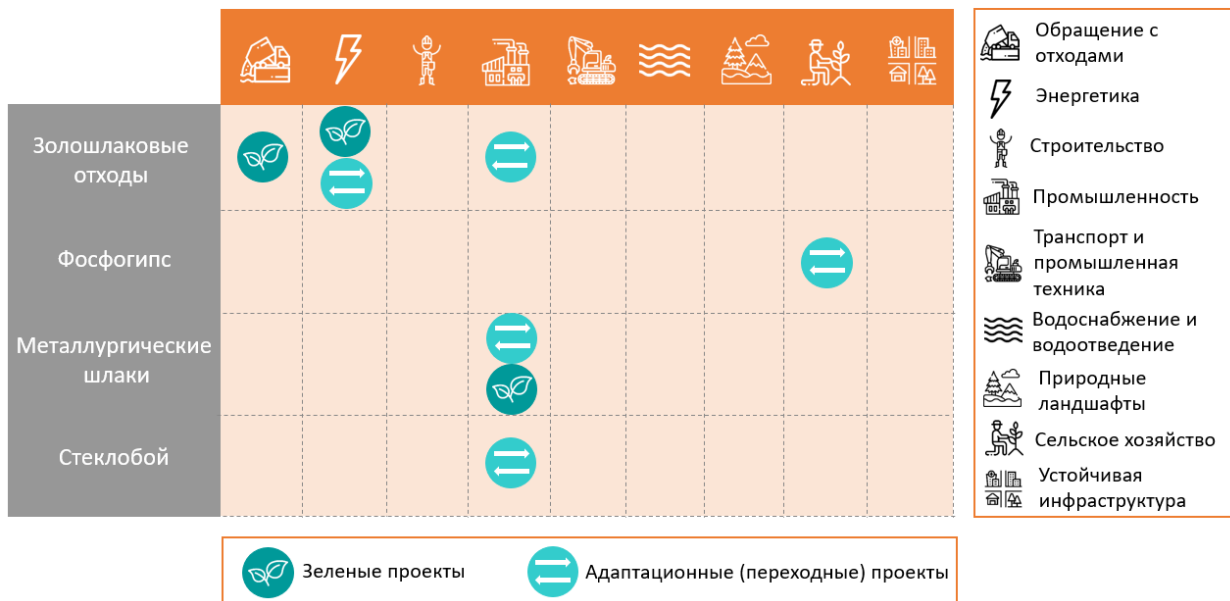 Золошлаковые
отходы
Фосфогипс
Металлургические
шлаки
Стеклобой
Обращение с
отходами
Энергетика
Строительство
Промышленность
Транспорт и
промышленная
техника
Водоснабжение и
водоотведение
Природные
ландшафты
Сельское хозяйство
Устойчивая
инфраструктура
Зеленые проекты
Адаптационные (переходные) проекты